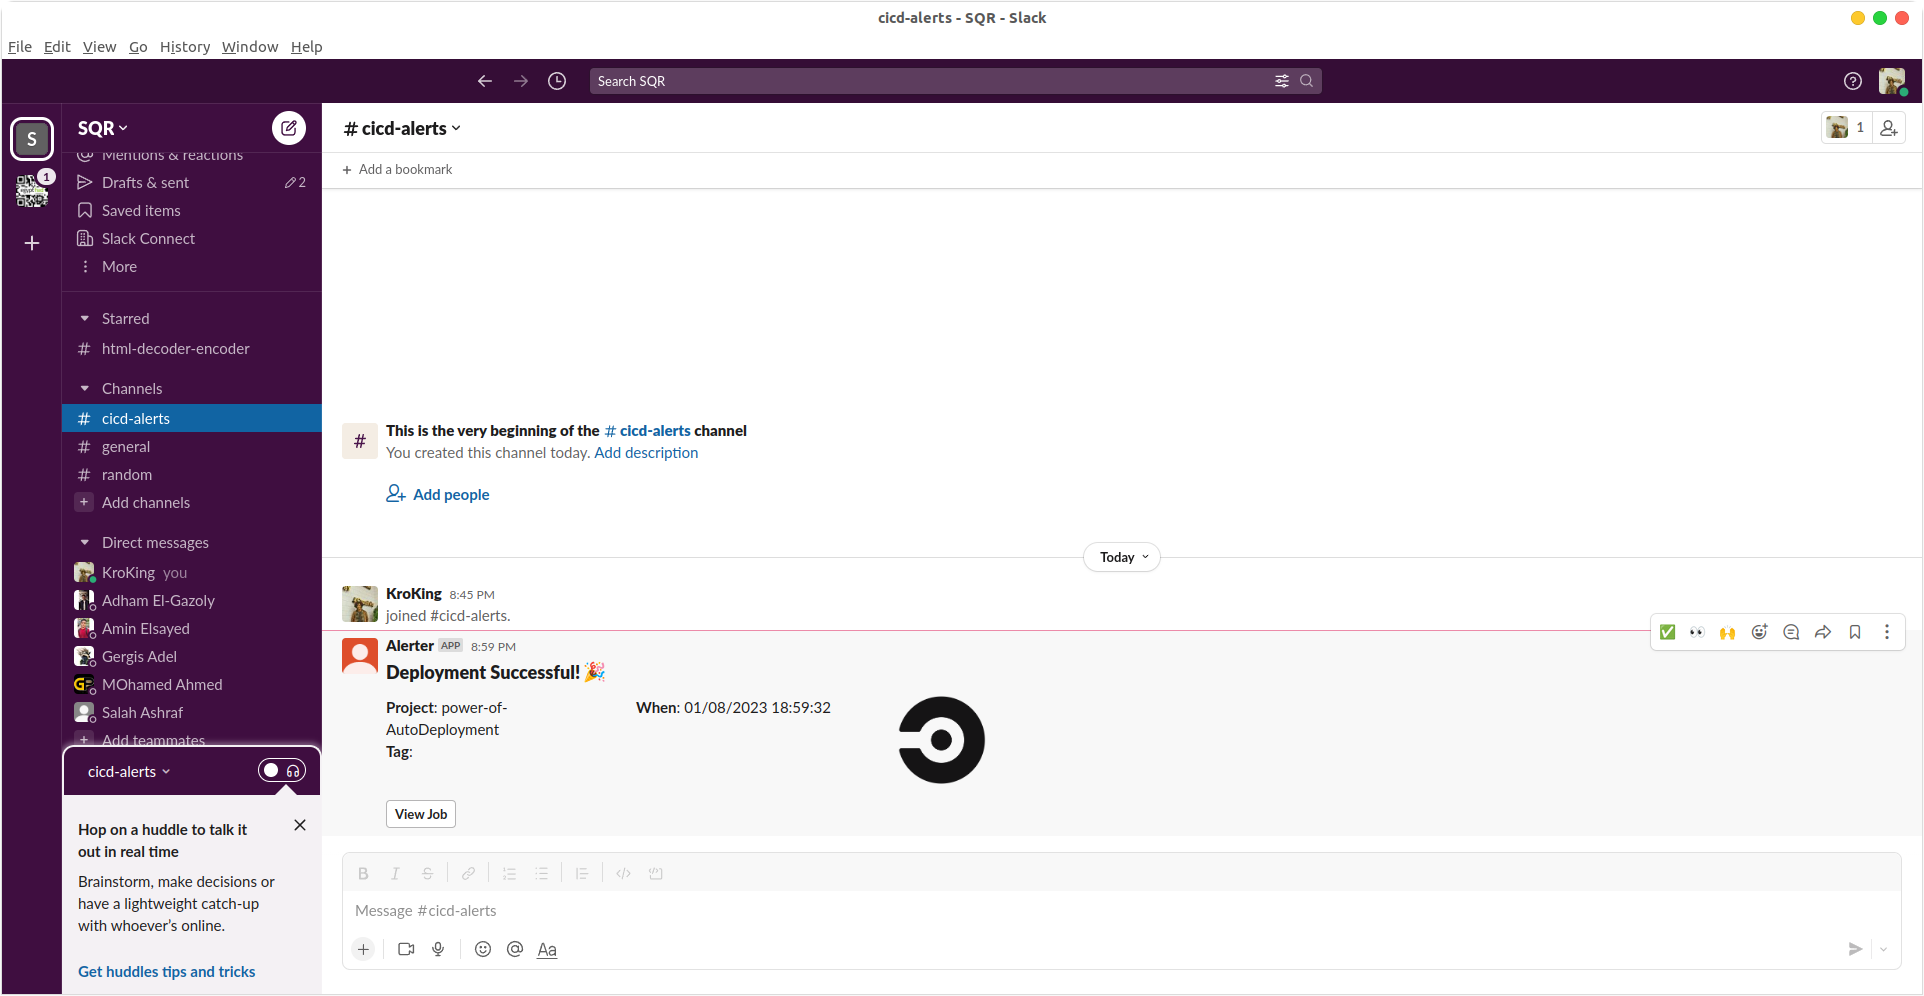 cicd-alerts - SQR - Slack
File Edit View Go History Window Help
Search SQR
S
1
SQR
Mentions & reactions
Drafts & sent 2
Saved items
Slack Connect
More
Starred
# html-decoder-encoder
Channels
# cicd-alerts
# general
# random
+ Add channels
Direct messages
KroKing you
Adham El-Gazoly
Amin Elsayed
Gergis Adel
MOhamed Ahmed
Salah Ashraf
+ Add teammates
cicd-alerts
Hop on a huddle to talk it
out in real time
Brainstorm, make decisions or
have a lightweight catch-up
with whoever's online.
Get huddles tips and tricks
# cicd-alerts
1
+ Add a bookmark
#
This is the very beginning of the # cicd-alerts channel
You created this channel today. Add description
Add people
Today
KroKing 8:45 PM
joined #cicd-alerts.
Alerter APP 8:59 PM
Deployment Successful! 🎉
Project: power-of- When: 01/08/2023 18:59:32
AutoDeployment
Tag:
View Job
B I S
Message #cicd-alerts
+ @ Aa